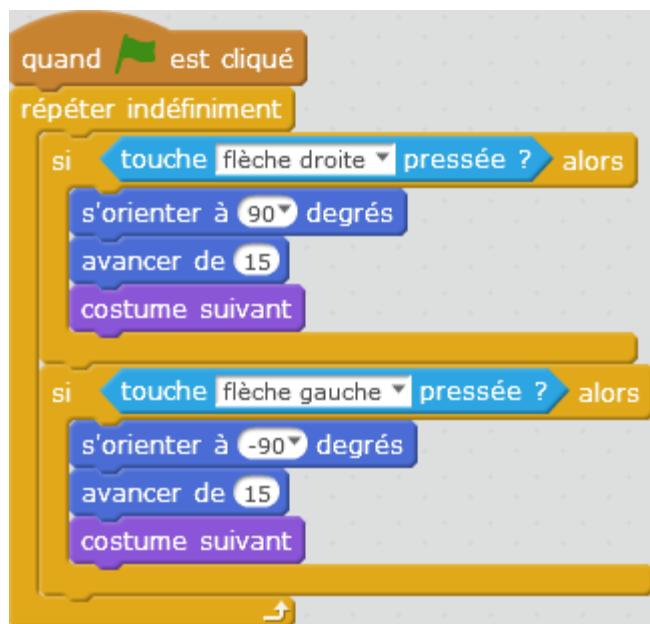 quand est cliqué
répéter indéfiniment
si touche flèche droite pressée ? alors
s'orienter à 90 degrés
avancer de 15
costume suivant
si touche flèche gauche pressée ? alors
s'orienter à -90 degrés
avancer de 15
costume suivant